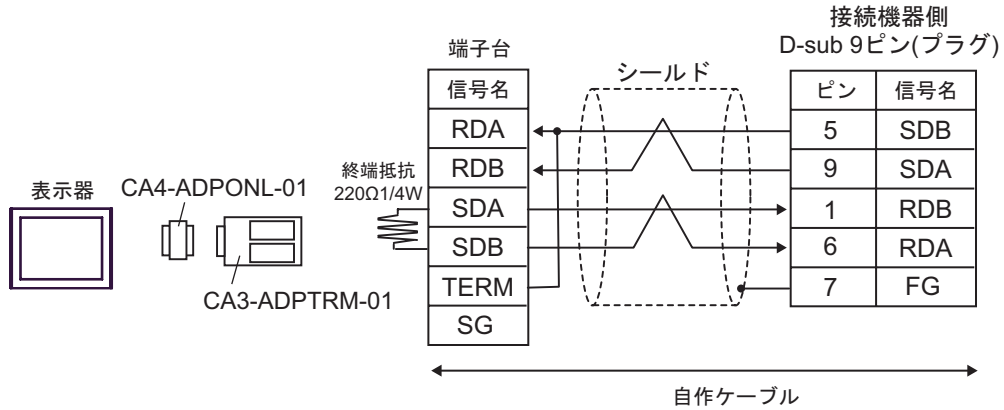 接続機器側
D-sub 9ピン(プラグ)
端子台
シールド
信号名
ピン 信号名
RDA
5 SDB
RDB
9 SDA
終端抵抗
220Ω1/4W
表示器
CA4-ADPONL-01
SDA
1 RDB
SDB
6 RDA
CA3-ADPTRM-01
TERM
7 FG
SG
自作ケーブル